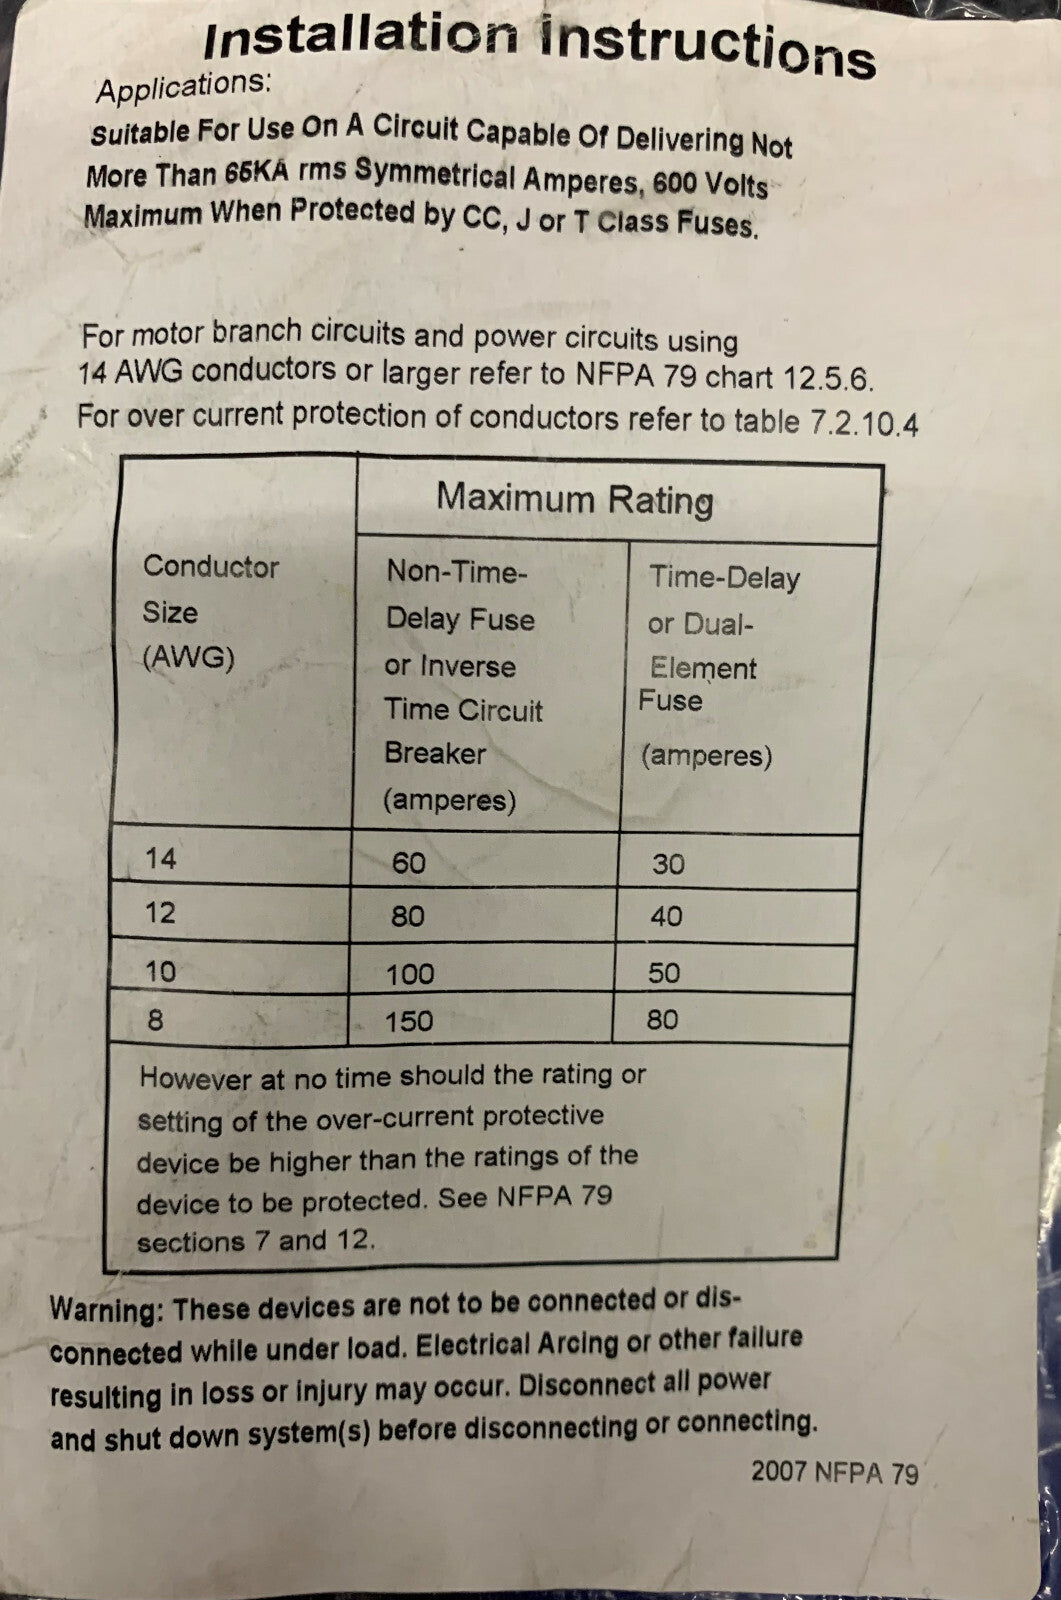 Installation instructions
Applications:
Suitable For Use On A Circuit Capable Of Delivering Not
More Than 65KA rms Symmetrical Amperes, 600 Volts
Maximum When Protected by CC, J or T Class Fuses.
For motor branch circuits and power circuits using
14 AWG conductors or larger refer to NFPA 79 chart 12.5.6.
For over current protection of conductors refer to table 7.2.10.4
Maximum Rating
Conductor
Size
(AWG)
Non-Time-
Delay Fuse
or Inverse
Time Circuit
Breaker
(amperes)
Time-Delay
or Dual-
Element
Fuse
(amperes)
14 60 30
12 80 40
10 100 50
8 150 80
However at no time should the rating or
setting of the over-current protective
device be higher than the ratings of the
device to be protected. See NFPA 79
sections 7 and 12.
Warning: These devices are not to be connected or dis-
connected while under load. Electrical Arcing or other failure
resulting in loss or injury may occur. Disconnect all power
and shut down system(s) before disconnecting or connecting.
2007 NFPA 79